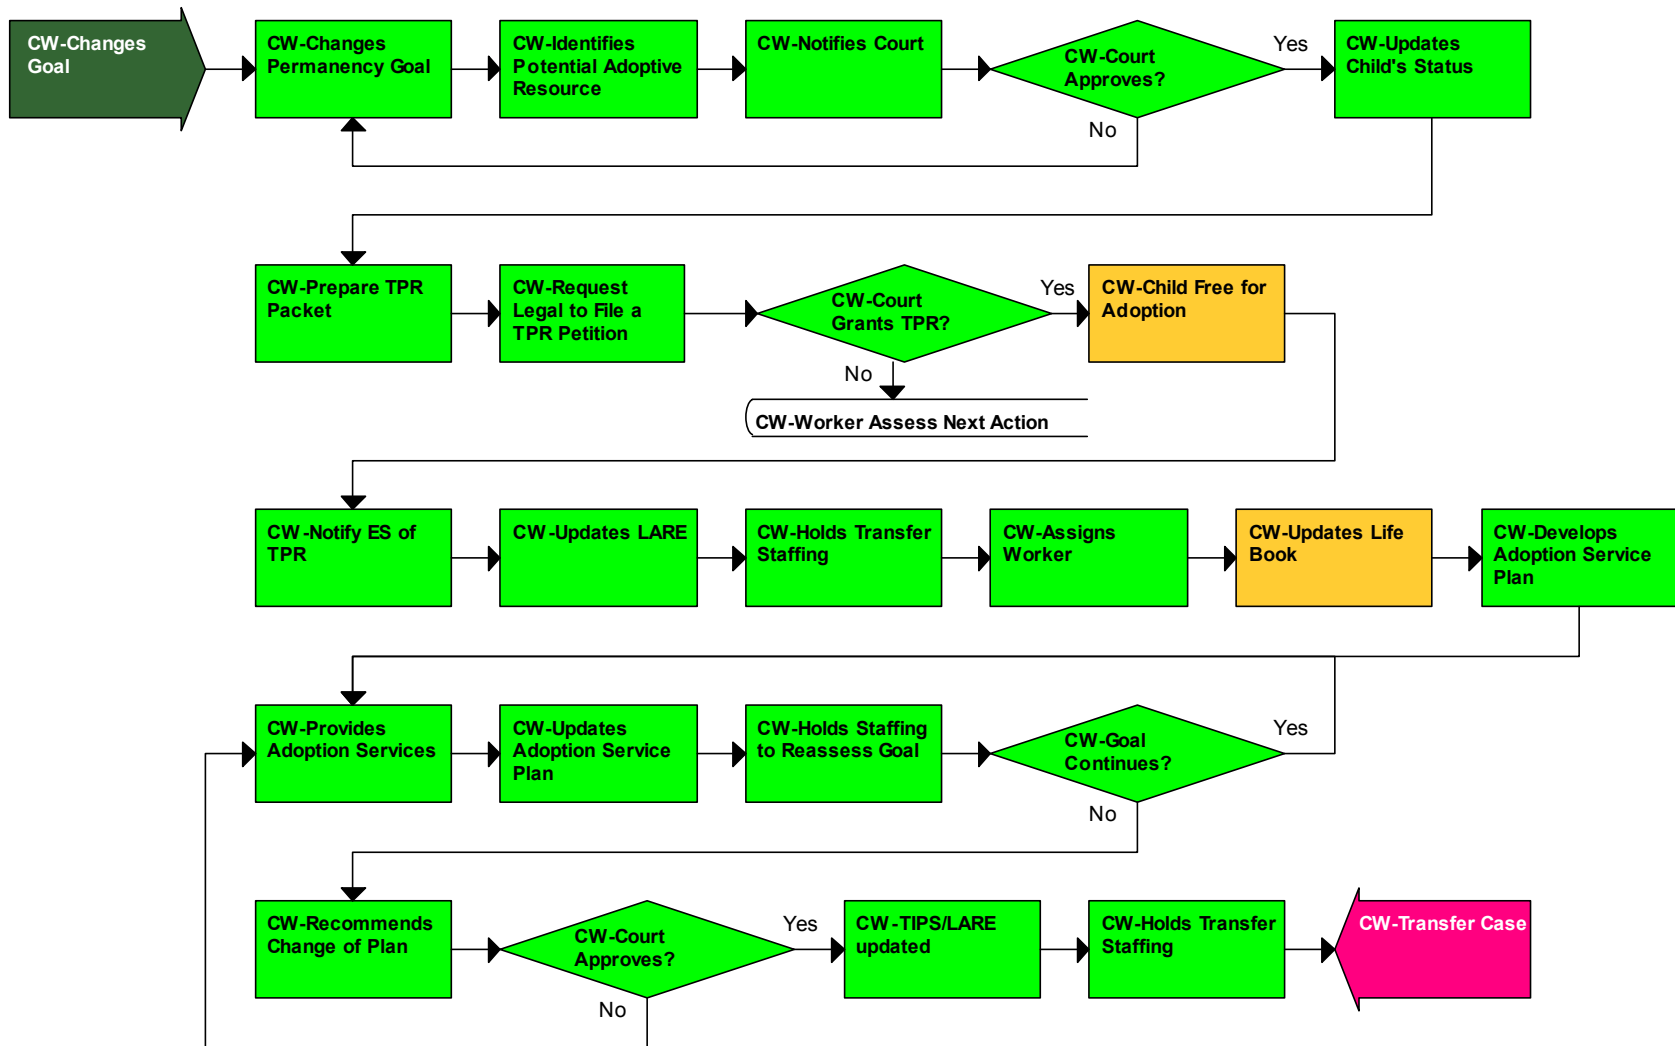 CW-Changes
Goal
CW-Changes
Permanency Goal
CW-Identifies
Potential Adoptive
Resource
CW-Notifies Court
CW-Court
Approves?
Yes
No
CW-Updates
Child's Status
CW-Prepare TPR
Packet
CW-Request
Legal to File a
TPR Petition
CW-Court
Grants TPR?
Yes
No
CW-Child Free for
Adoption
CW-Worker Assess Next Action
CW-Notify ES of
TPR
CW-Updates LARE
CW-Holds Transfer
Staffing
CW-Assigns
Worker
CW-Updates Life
Book
CW-Develops
Adoption Service
Plan
CW-Provides
Adoption Services
CW-Updates
Adoption Service
Plan
CW-Holds Staffing
to Reassess Goal
CW-Goal
Continues?
Yes
No
CW-Recommends
Change of Plan
CW-Court
Approves?
Yes
No
CW-TIPS/LARE
updated
CW-Holds Transfer
Staffing
CW-Transfer Case